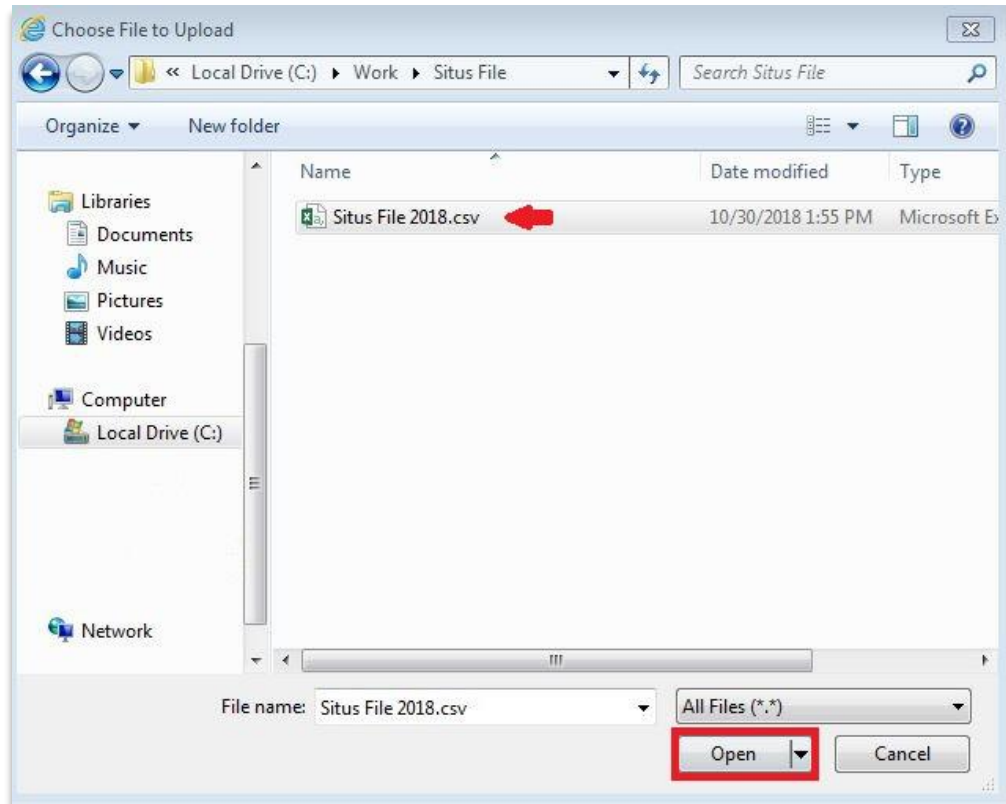 Choose File to Upload
« Local Drive (C:) Work Situs File Search Situs File
Organize New folder
Name Date modified Type
Libraries
Situs File 2018.csv 10/30/2018 1:55 PM Microsoft Ex
Documents
Music
Pictures
Videos
Computer
Local Drive (C:)
Network
File name: Situs File 2018.csv All Files (*.*)
Open Cancel